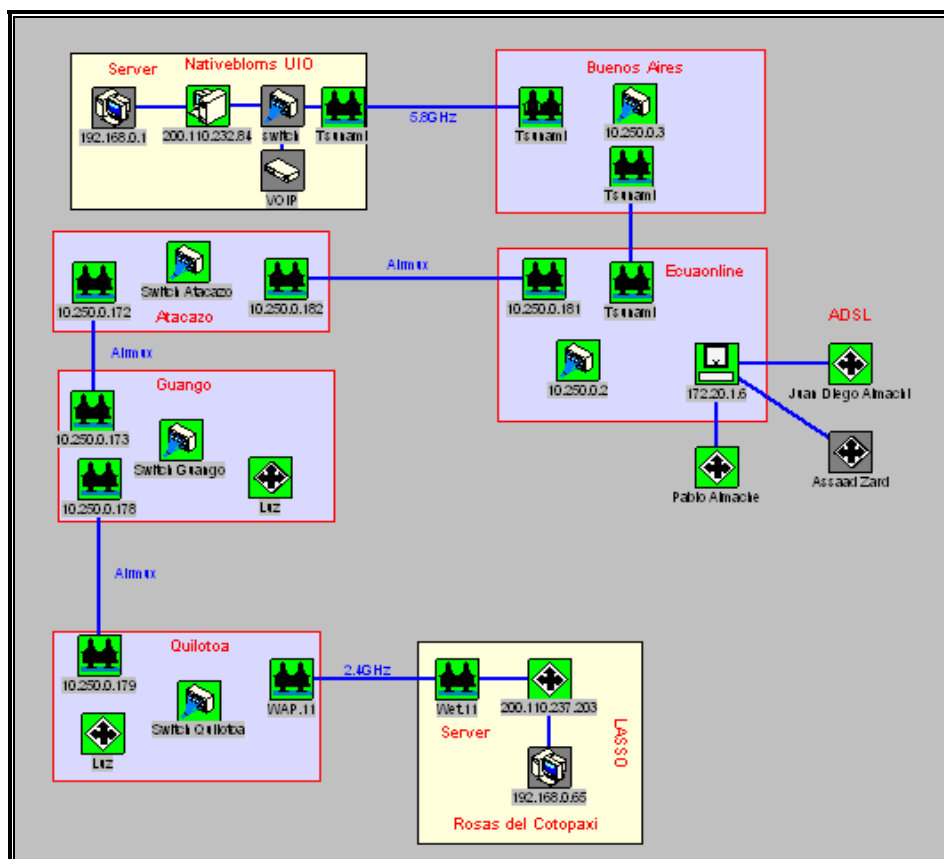 Server
Nativebloms UIO
192.168.0.1
200.110.232.84
switch
Tsunami
VOIP
5.8GHz
Buenos Aires
Tsunami
10.250.0.3
Tsunami
Atacazo
10.250.0.172
Switch Atacazo
10.250.0.182
Airmux
Ecuaonline
10.250.0.181
Tsunami
10.250.0.2
172.20.1.6
ADSL
Juan Diego Almachi
Assaad Zard
Pablo Almache
Airmux
Guango
10.250.0.173
Switch Guango
10.250.0.178
Luz
Airmux
Quilotoa
10.250.0.179
Switch Quilotoa
WAP.11
Luz
2.4GHz
Wet.11
200.110.237.203
Server
LASSO
192.168.0.65
Rosas del Cotopaxi